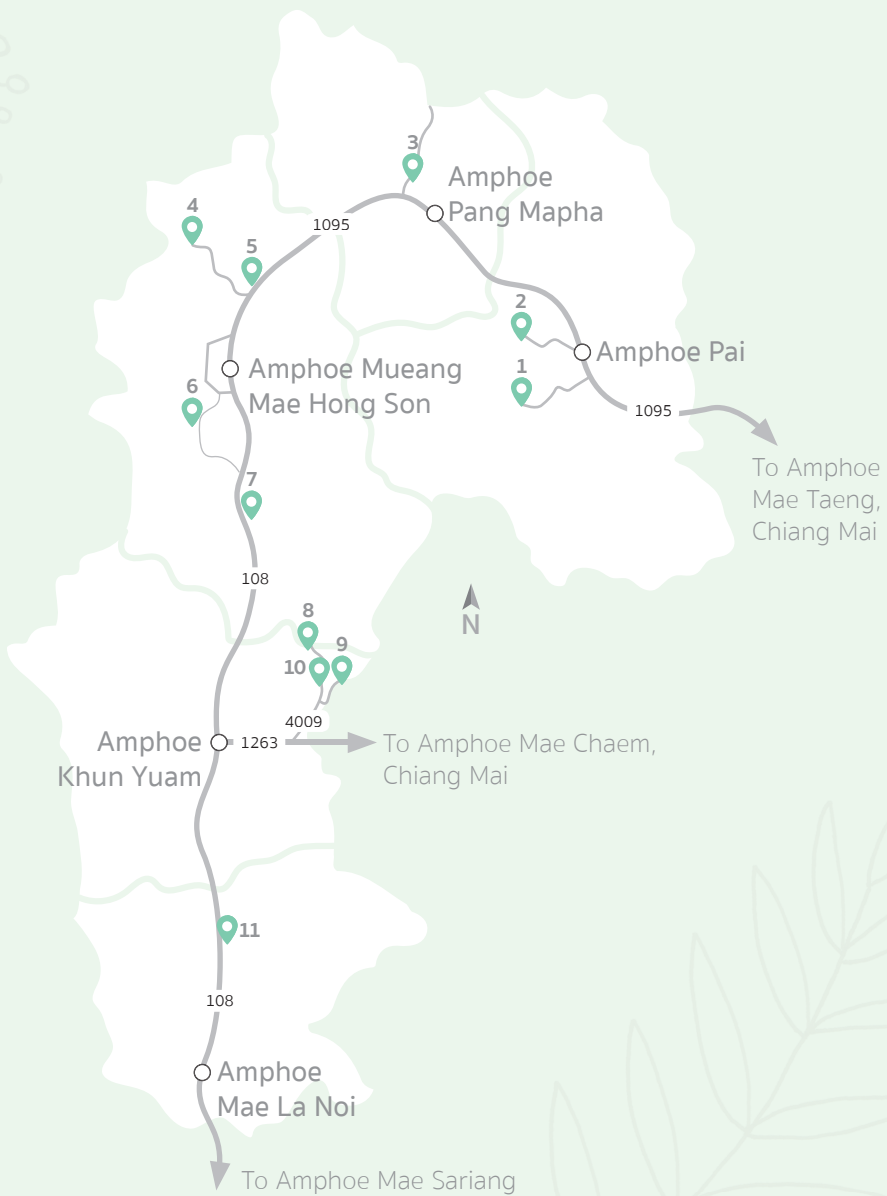 3
Amphoe
Pang Mapha
4
1095
5
2
Amphoe Pai
1
Amphoe Mueang
Mae Hong Son
6
1095
To Amphoe
Mae Taeng,
Chiang Mai
7
108
N
8
9
10
4009
Amphoe
Khun Yuam
1263
To Amphoe Mae Chaem,
Chiang Mai
11
108
Amphoe
Mae La Noi
To Amphoe Mae Sariang